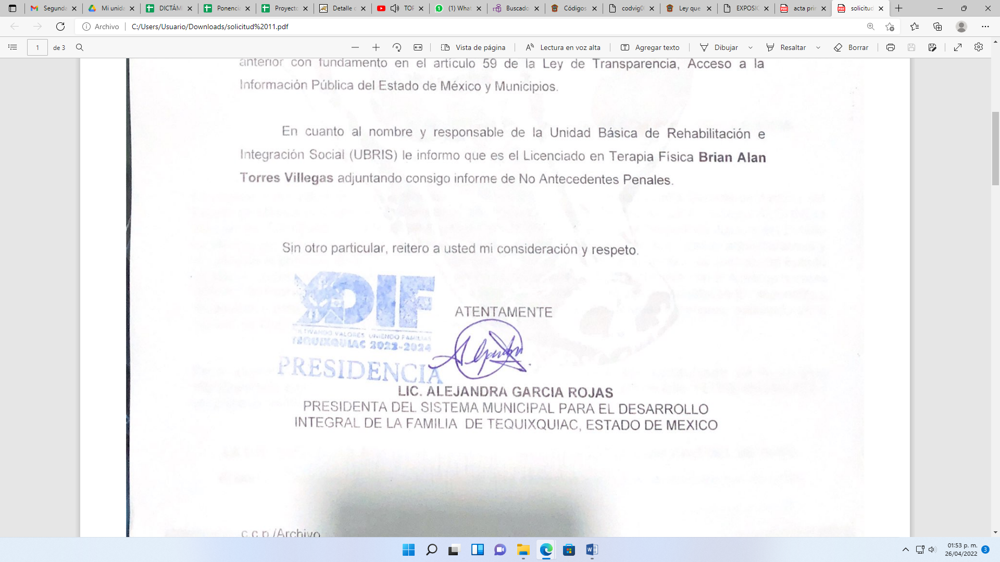 Segunda
Mi unida
DICTÁM
Ponencia
Proyecto
Detalle
TOP
(1) What
Buscado
Códigos
codvig0
Ley que
EXPOSIC
acta prin
solicitud
Archivo
C:/Users/Usuario/Downloads/solicitud%2011.pdf
1 de 3
Vista de página
Lectura en voz alta
Agregar texto
Dibujar
Resaltar
Borrar
anterior con fundamento en el artículo 59 de la Ley de Transparencia, Acceso a la
Información Pública del Estado de México y Municipios.
En cuanto al nombre y responsable de la Unidad Básica de Rehabilitación e
Integración Social (UBRIS) le informo que es el Licenciado en Terapia Física Brian Alan
Torres Villegas adjuntando consigo informe de No Antecedentes Penales.
Sin otro particular, reitero a usted mi consideración y respeto.
DIF
CULTIVANDO VALORES UNIENDO FAMILIAS
TEQUIXQUIAC 2022-2024
PRESIDENCIA
ATENTAMENTE
LIC. ALEJANDRA GARCIA ROJAS
PRESIDENTA DEL SISTEMA MUNICIPAL PARA EL DESARROLLO
INTEGRAL DE LA FAMILIA DE TEQUIXQUIAC, ESTADO DE MEXICO
c.c.p./Archivo
01:53 p. m.
26/04/2022
3